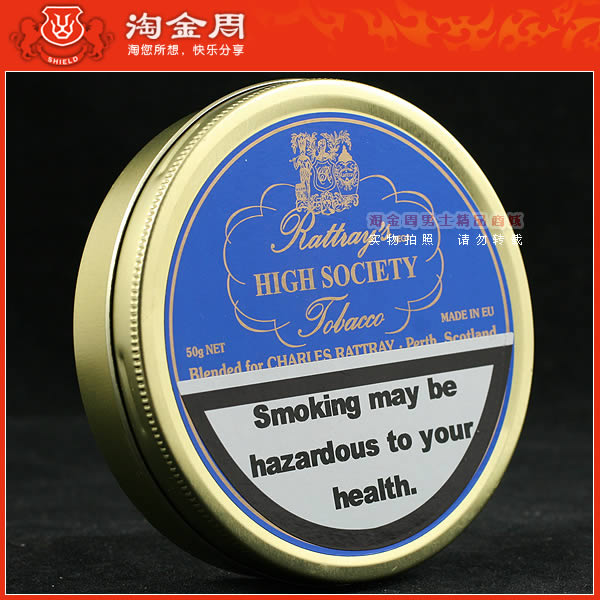 SHIELD
淘金周
淘您所想，快乐分享
Rattray's
淘金周男士精品商城
实物拍照 请勿转载
HIGH SOCIETY
Tobacco
50g NET
MADE IN EU
Blended for CHARLES RATTRAY . Perth, Scotland
Smoking may be
hazardous to your
health.